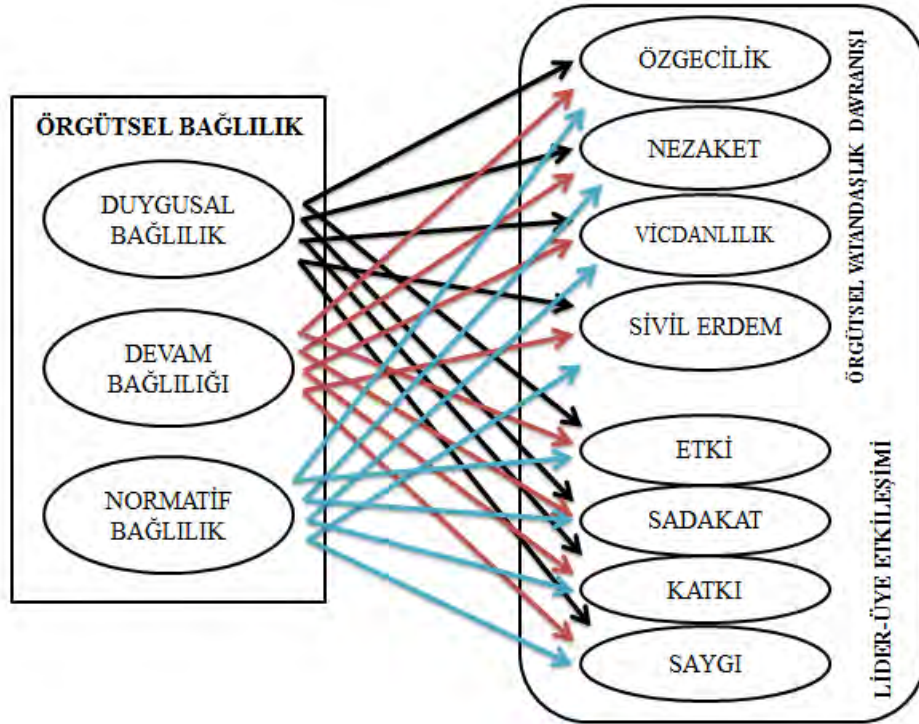 ÖRGÜTSEL BAĞLILIK
DUYGUSAL
BAĞLILIK
DEVAM
BAĞLILIĞI
NORMATİF
BAĞLILIK
ÖZGECİLİK
NEZAKET
VİCDANLILIK
SİVİL ERDEM
ETKİ
SADAKAT
KATKI
SAYGI
ÖRGÜTSEL VATANDAŞLIK DAVRANIŞI
LİDER-ÜYE ETKİLEŞİMİ